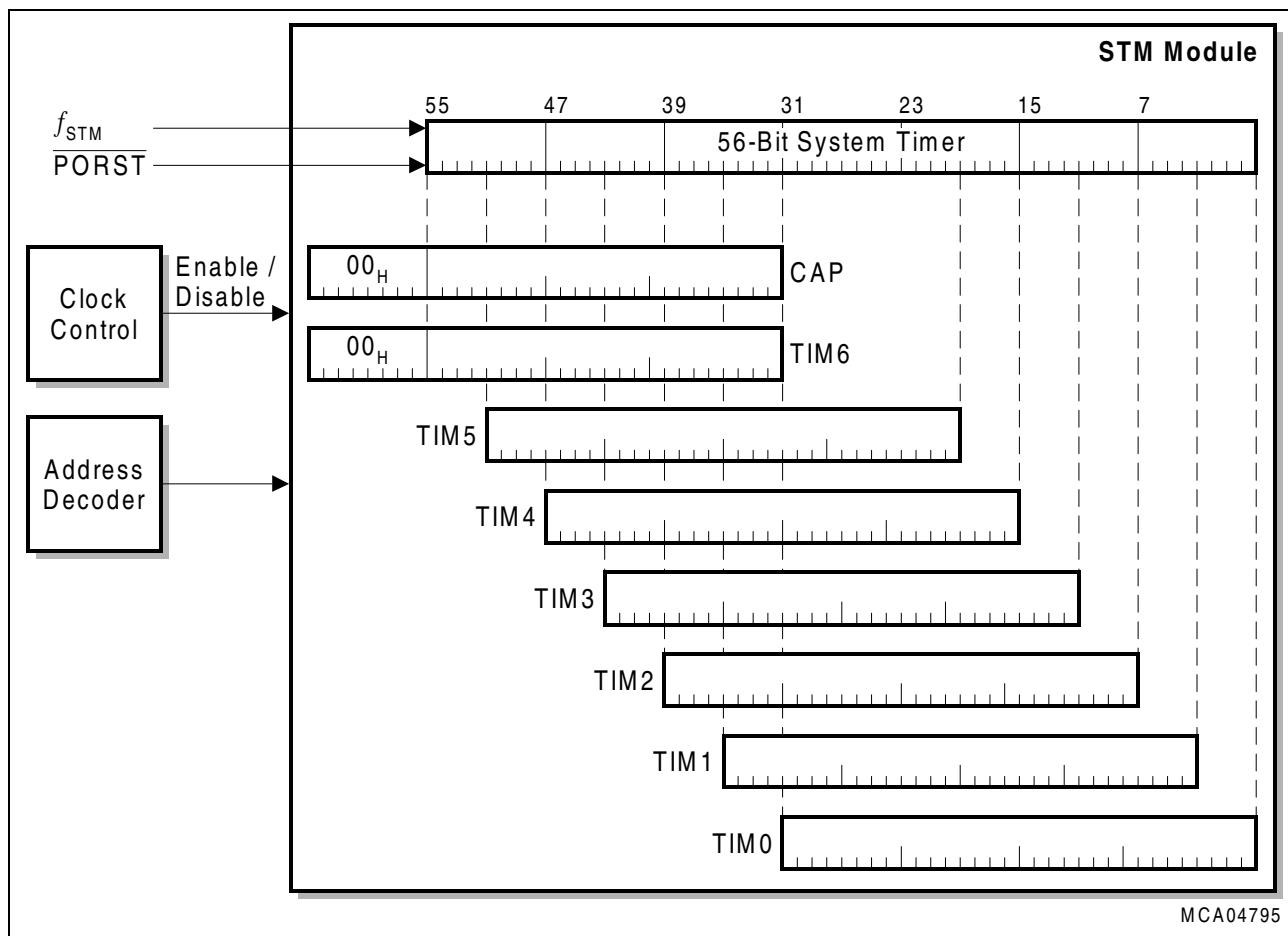 STM Module
55 47 39 31 23 15 7
fSTM
PORST
56-Bit System Timer
Enable /
Disable
Clock
Control
00H
CAP
00H
TIM6
Address
Decoder
TIM5
TIM4
TIM3
TIM2
TIM1
TIM0
MCA04795